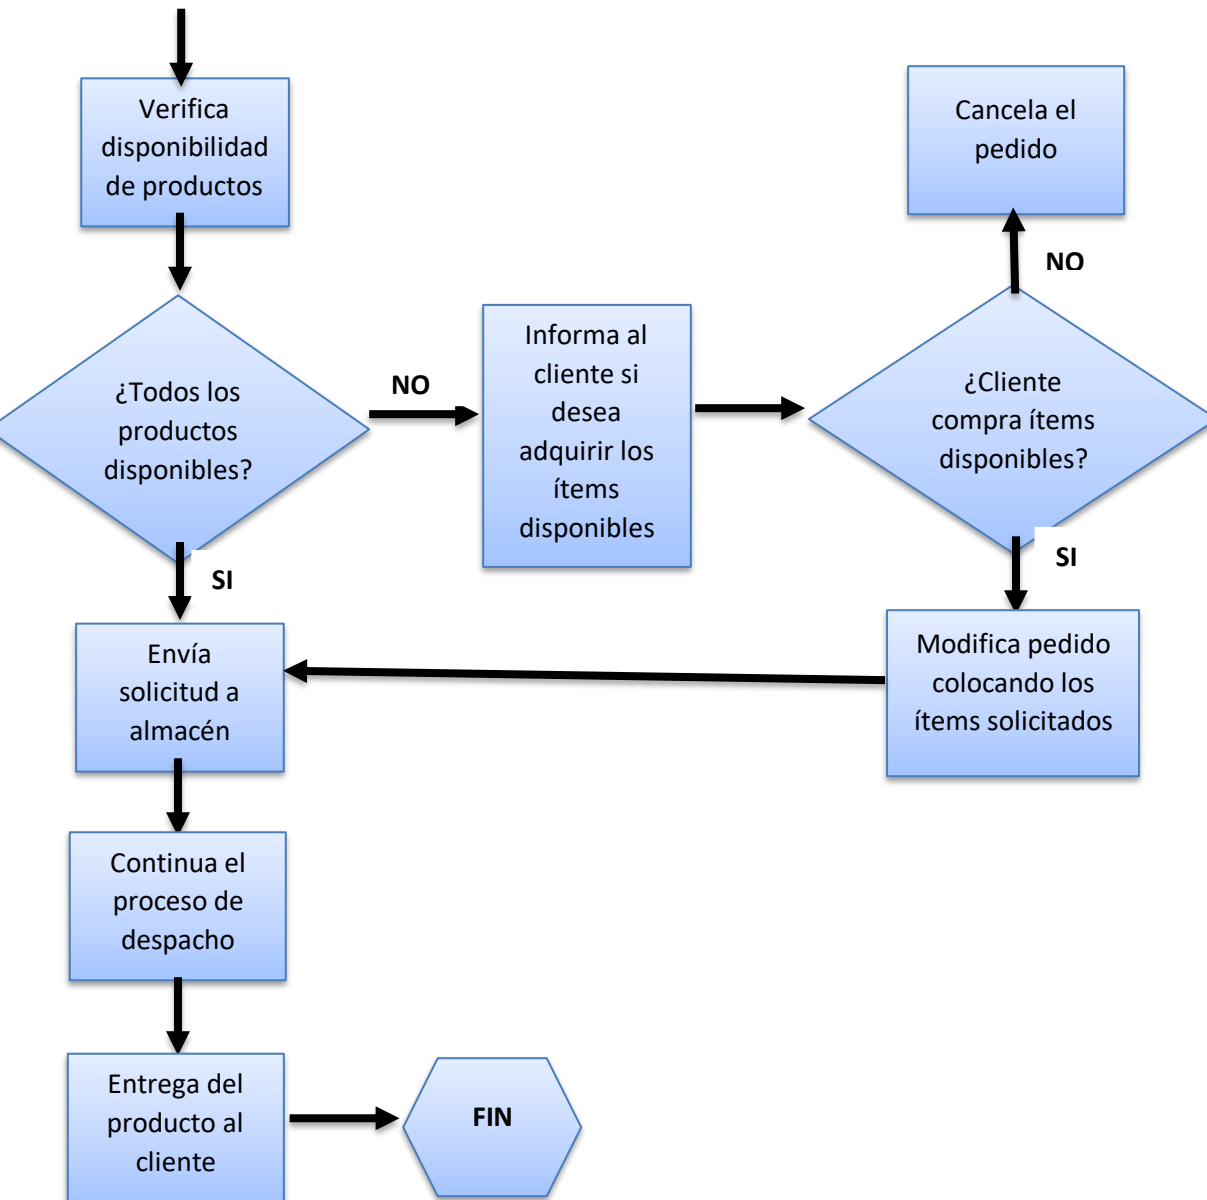 Verifica
disponibilidad
de productos
Cancela el
pedido
NO
¿Todos los
productos
disponibles?
NO
Informa al
cliente si
desea
adquirir los
ítems
disponibles
¿Cliente
compra ítems
disponibles?
SI
SI
Envía
solicitud a
almacén
Modifica pedido
colocando los
ítems solicitados
Continua el
proceso de
despacho
Entrega del
producto al
cliente
FIN